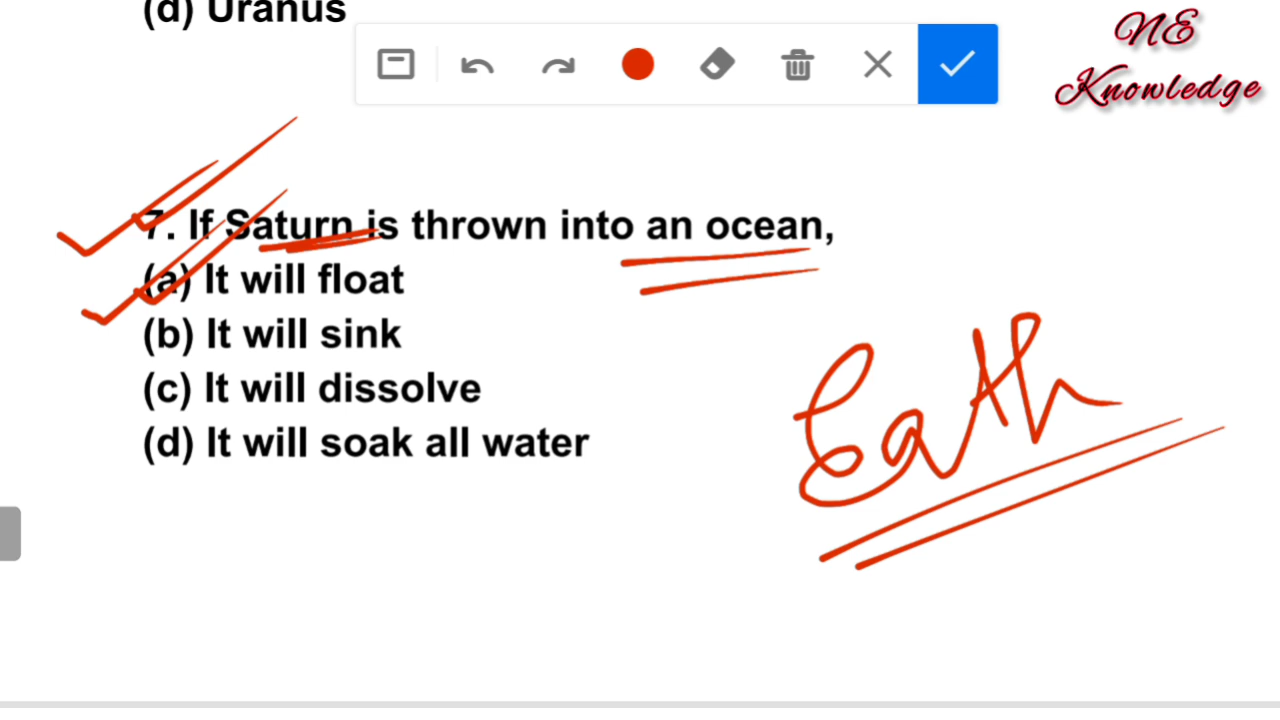 (d) Uranus
NE
Knowledge
7. If Saturn is thrown into an ocean,
(a) It will float
(b) It will sink
(c) It will dissolve
(d) It will soak all water
Eath